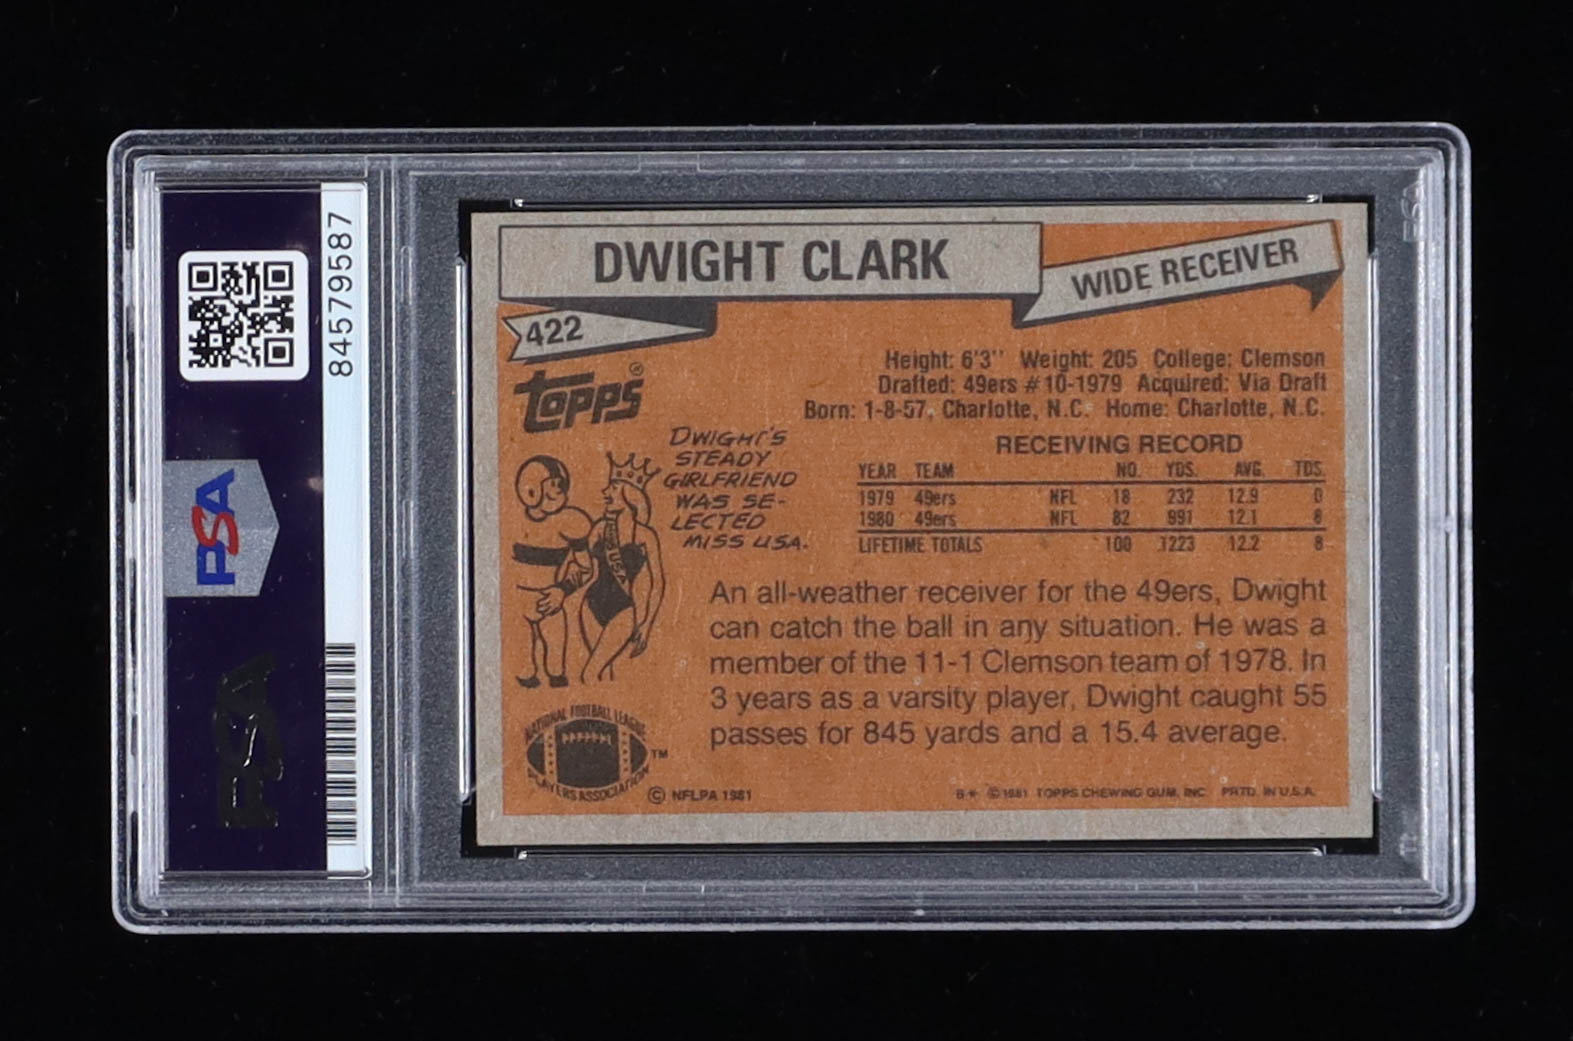 84579587
PSA
PSA
DWIGHT CLARK
WIDE RECEIVER
422
Topps®
Height: 6'3'' Weight: 205 College: Clemson
Drafted: 49ers #10-1979 Acquired: Via Draft
Born: 1-8-57, Charlotte, N.C. Home: Charlotte, N.C.
DWIGHT'S
STEADY
GIRLFRIEND
WAS SE-
LECTED
MISS USA.
RECEIVING RECORD
YEAR TEAM NO. YDS. AVG. TDS.
1979 49ers NFL 18 232 12.9 0
1980 49ers NFL 82 991 12.1 8
LIFETIME TOTALS 100 1223 12.2 8
An all-weather receiver for the 49ers, Dwight
can catch the ball in any situation. He was a
member of the 11-1 Clemson team of 1978. In
3 years as a varsity player, Dwight caught 55
passes for 845 yards and a 15.4 average.
NATIONAL FOOTBALL LEAGUE
PLAYERS ASSOCIATION
™
© NFLPA 1981
B* © 1981 TOPPS CHEWING GUM, INC. PRTD. IN U.S.A.